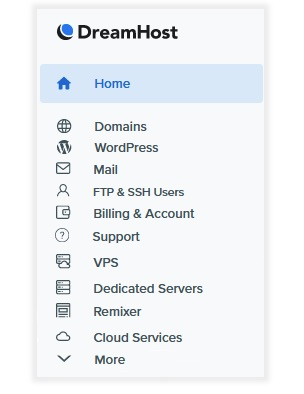 DreamHost
Home
Domains
WordPress
Mail
FTP & SSH Users
Billing & Account
Support
VPS
Dedicated Servers
Remixer
Cloud Services
More